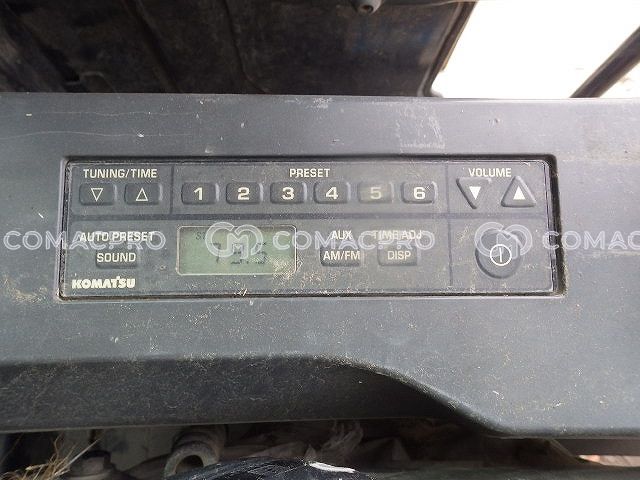 TUNING/TIME
PRESET
VOLUME
1 2 3 4 5 6
AUTO PRESET
SOUND
AUX
AM/FM
TIME ADJ
DISP
KOMATSU
COMACPRO COMACPRO COMACPRO